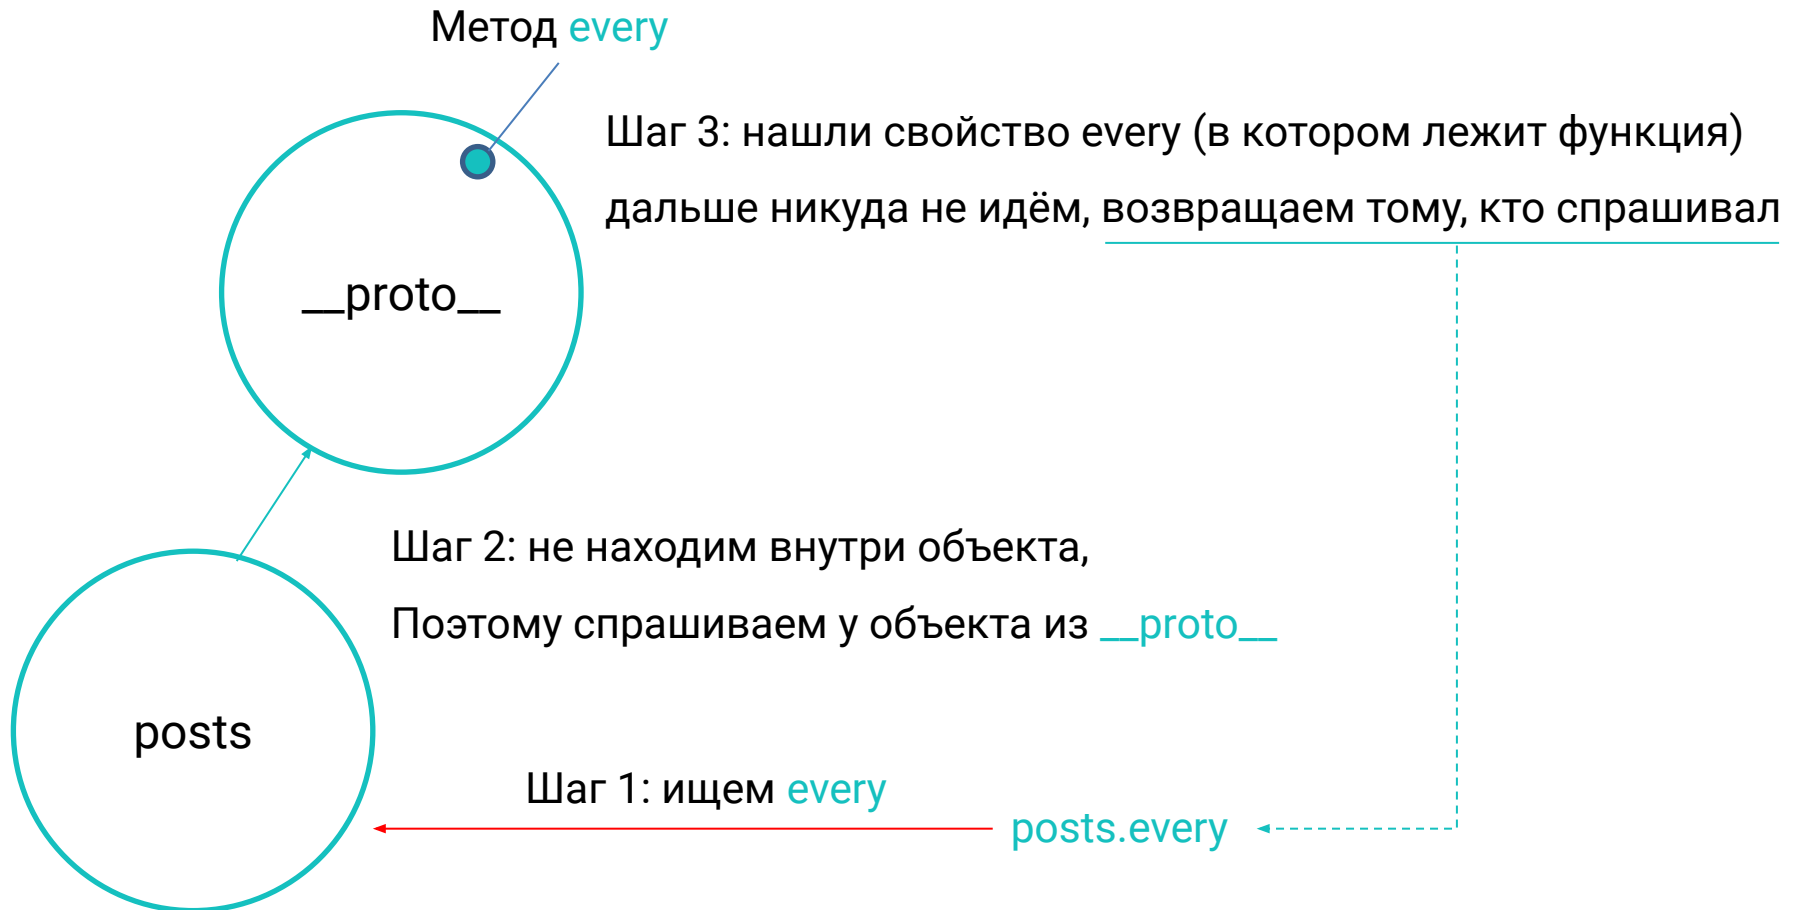 Метод every
Шаг 3: нашли свойство every (в котором лежит функция)
дальше никуда не идём, возвращаем тому, кто спрашивал
__proto__
Шаг 2: не находим внутри объекта,
Поэтому спрашиваем у объекта из __proto__
posts
Шаг 1: ищем every
posts.every